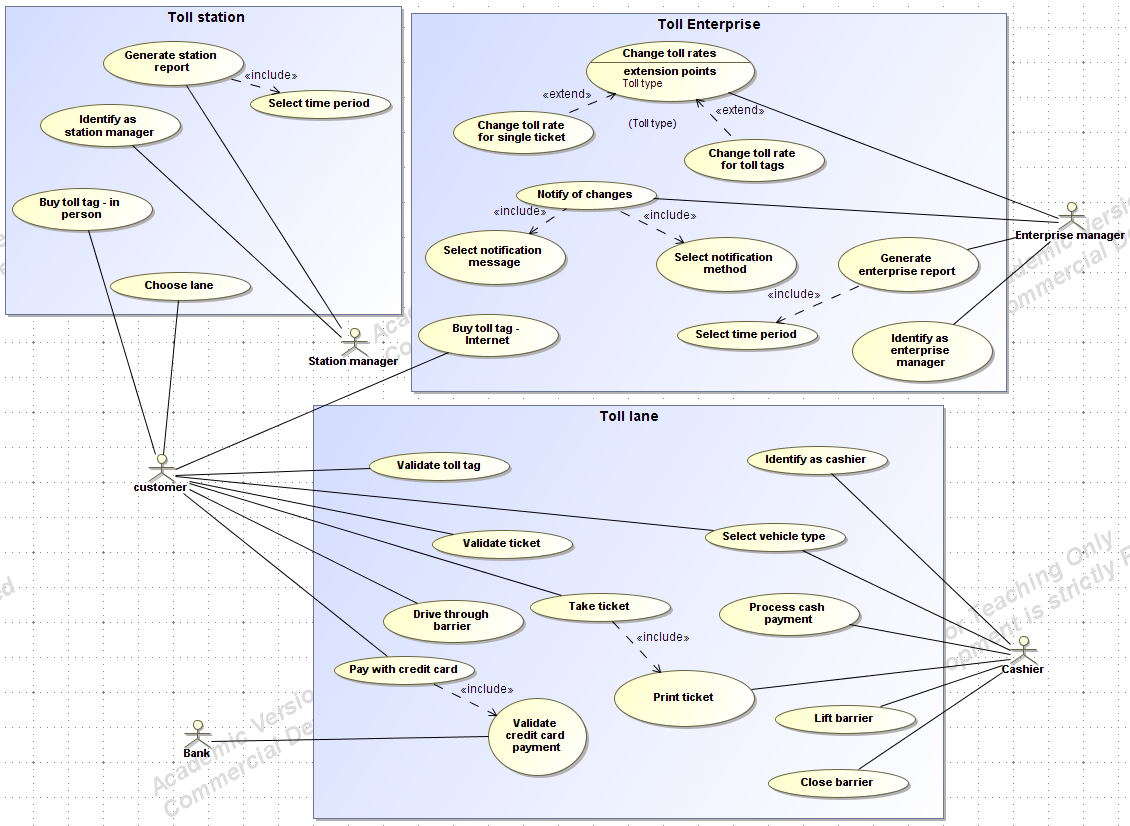 Toll station
Generate station
report
«include»
Select time period
Identify as
station manager
Buy toll tag - in
person
Choose lane
Station manager
Toll Enterprise
Change toll rates
extension points
Toll type
«extend»
«extend»
Change toll rate
for single ticket
(Toll type)
Change toll rate
for toll tags
Notify of changes
«include»
«include»
Select notification
message
Select notification
method
Enterprise manager
Generate
enterprise report
«include»
Select time period
Buy toll tag -
Internet
Identify as
enterprise
manager
customer
Toll lane
Validate toll tag
Identify as cashier
Validate ticket
Select vehicle type
Drive through
barrier
Take ticket
Process cash
payment
«include»
Pay with credit card
«include»
Print ticket
Cashier
Validate
credit card
payment
Lift barrier
Bank
Close barrier
Academic Version
Commercial De
or Teaching Only
opment is strictly F